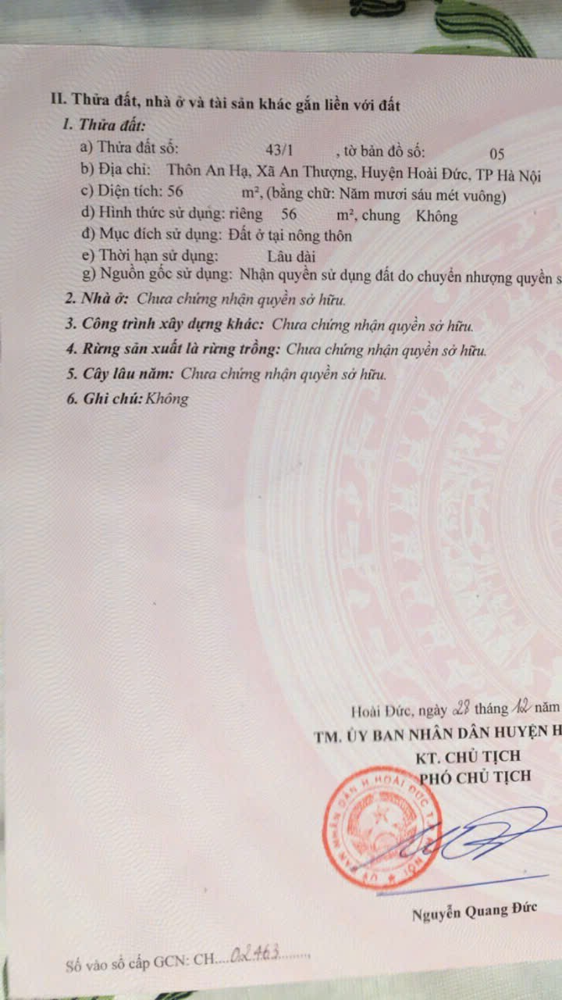 II. Thửa đất, nhà ở và tài sản khác gắn liền với đất
1. Thửa đất:
a) Thửa đất số: 43/1 , tờ bản đồ số: 05
b) Địa chỉ: Thôn An Hạ, Xã An Thượng, Huyện Hoài Đức, TP Hà Nội
c) Diện tích: 56 m², (bằng chữ: Năm mươi sáu mét vuông)
d) Hình thức sử dụng: riêng 56 m², chung Không
đ) Mục đích sử dụng: Đất ở tại nông thôn
e) Thời hạn sử dụng: Lâu dài
g) Nguồn gốc sử dụng: Nhận quyền sử dụng đất do chuyển nhượng quyền s
2. Nhà ở: Chưa chứng nhận quyền sở hữu.
3. Công trình xây dựng khác: Chưa chứng nhận quyền sở hữu.
4. Rừng sản xuất là rừng trồng: Chưa chứng nhận quyền sở hữu.
5. Cây lâu năm: Chưa chứng nhận quyền sở hữu.
6. Ghi chú: Không
Hoài Đức, ngày 28 tháng 12 năm
TM. ỦY BAN NHÂN DÂN HUYỆN H
KT. CHỦ TỊCH
PHÓ CHỦ TỊCH
ỦY BAN NHÂN DÂN H. HOÀI ĐỨC T. HÀ NỘI
Nguyễn Quang Đức
Số vào sổ cấp GCN: CH....02463........,